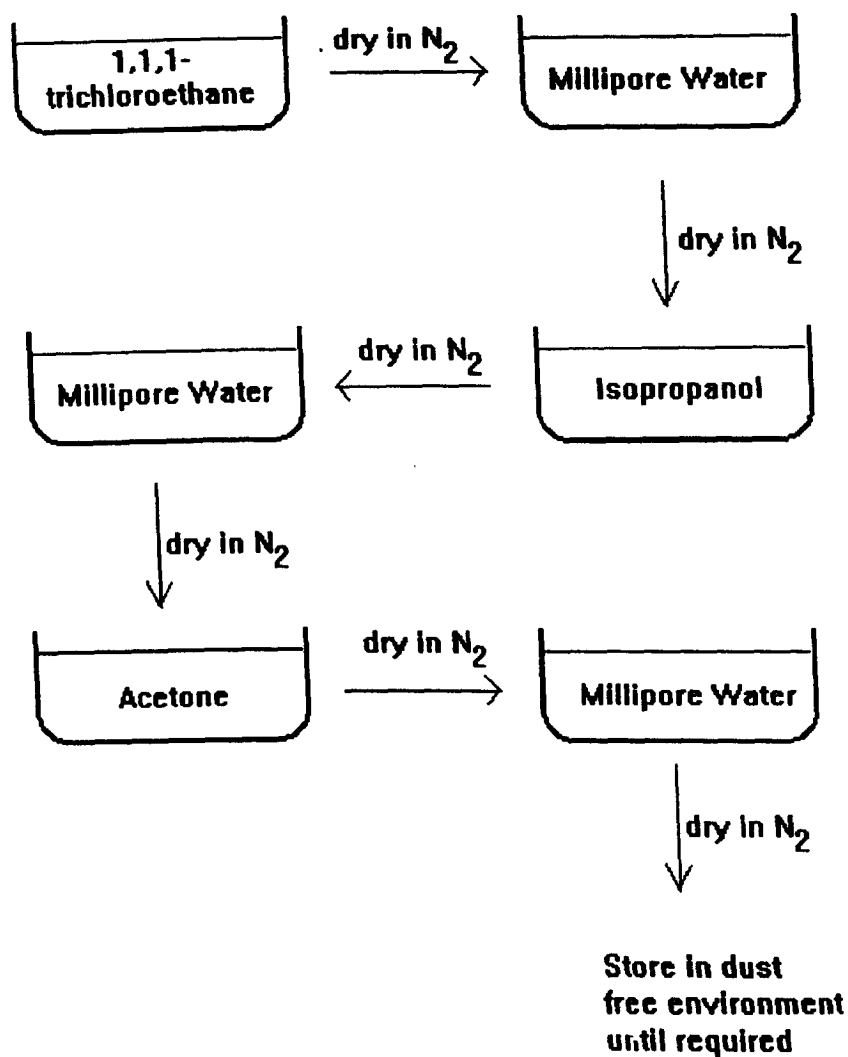 1,1,1-
trichloroethane
dry in N2
Millipore Water
dry in N2
Isopropanol
dry in N2
Millipore Water
dry in N2
Acetone
dry in N2
Millipore Water
dry in N2
Store in dust
free environment
until required